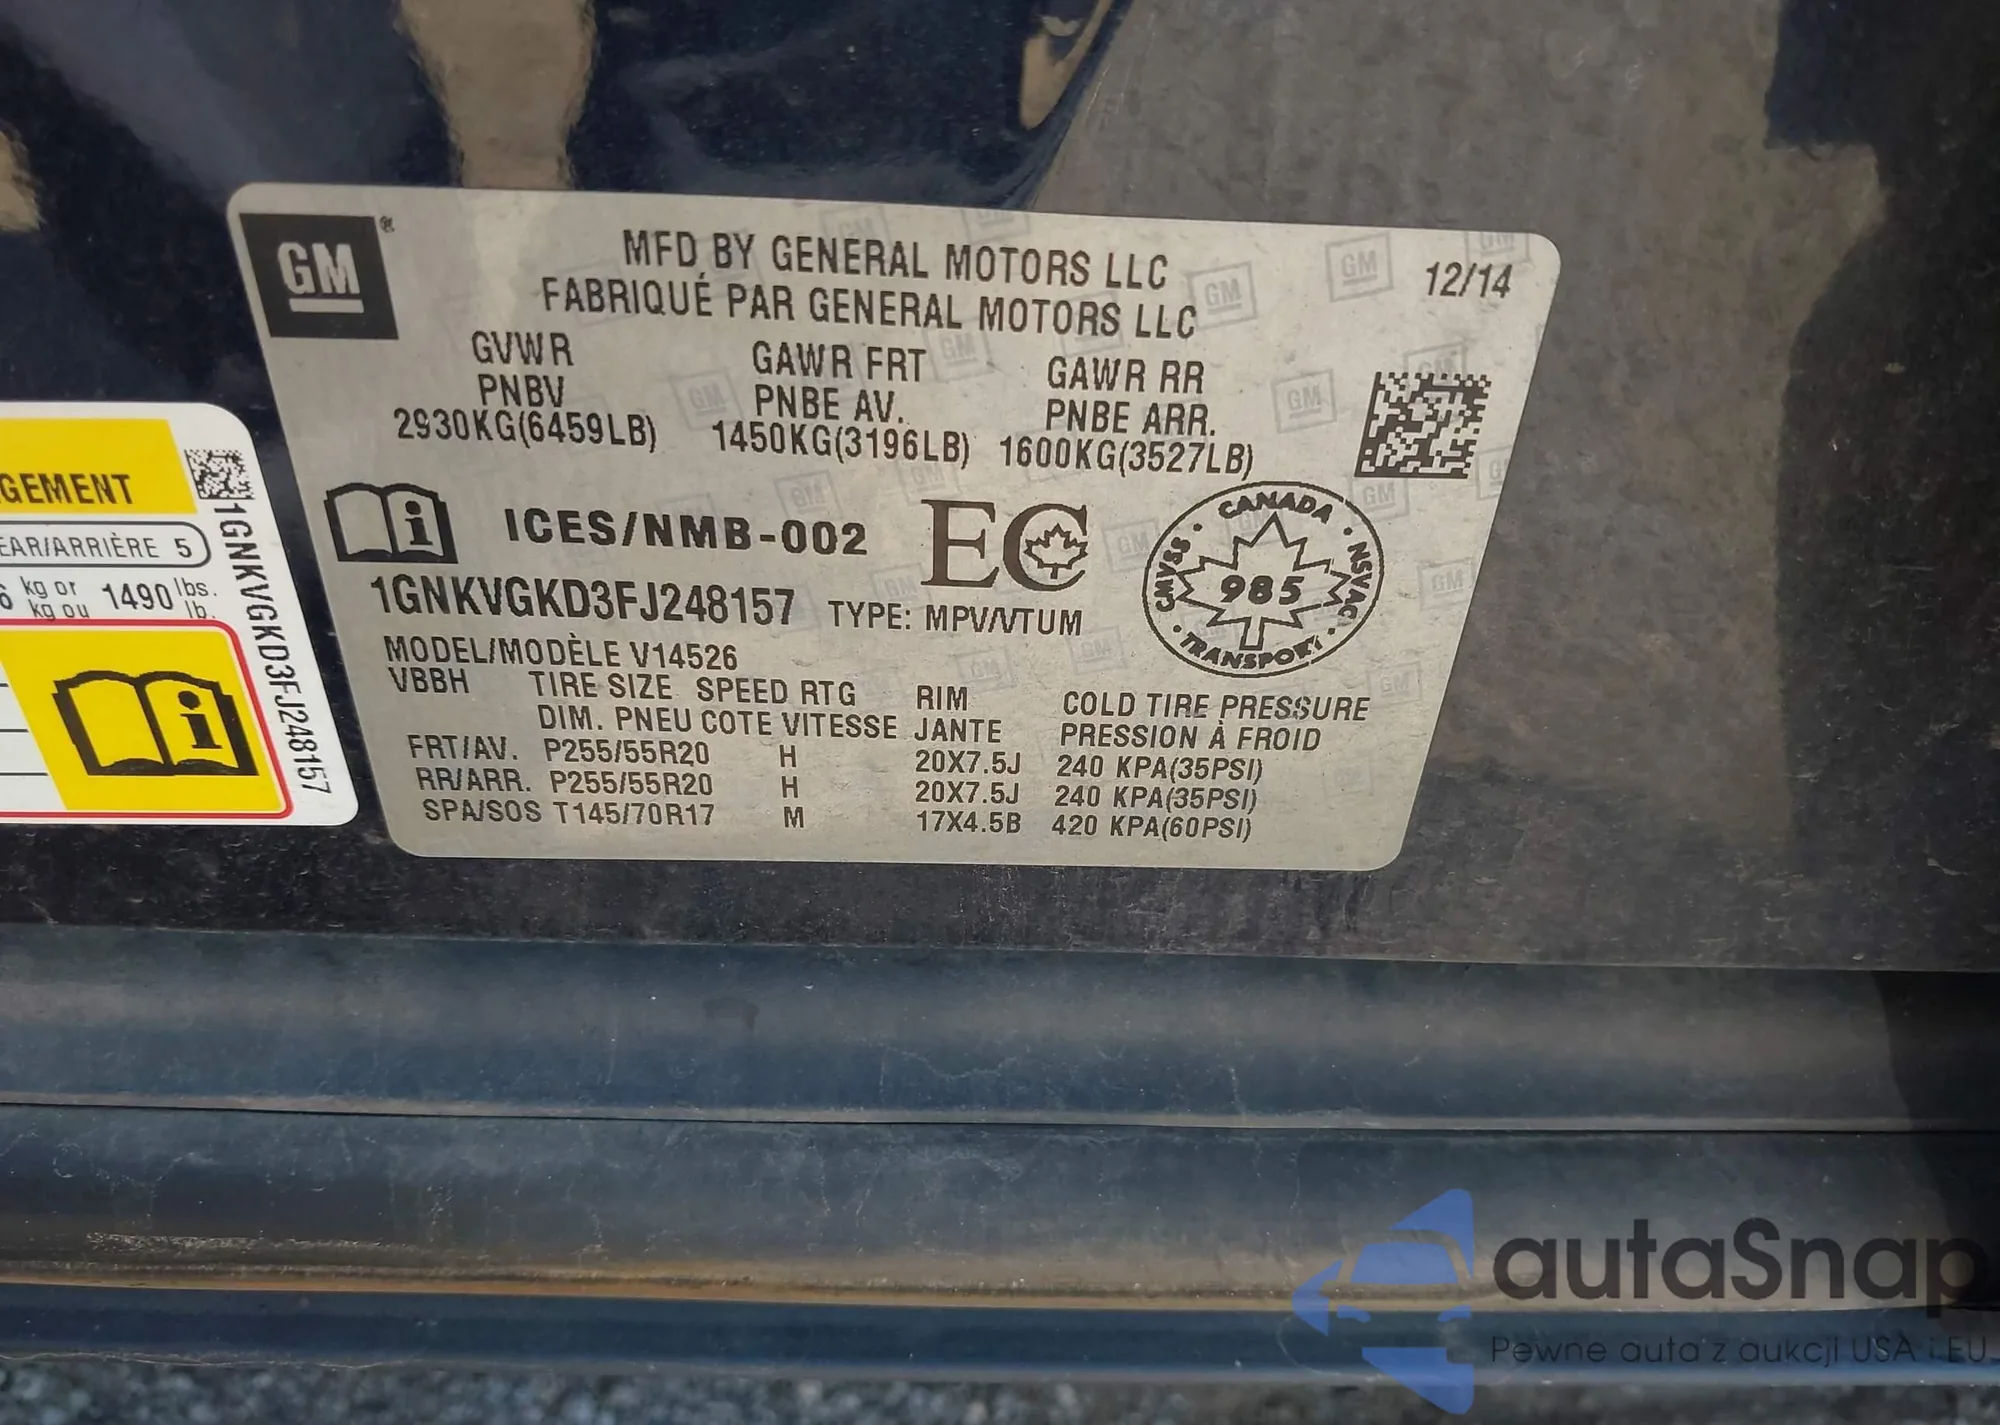 GM
®
MFD BY GENERAL MOTORS LLC
FABRIQUÉ PAR GENERAL MOTORS LLC
12/14
GVWR GAWR FRT GAWR RR
PNBV PNBE AV. PNBE ARR.
2930KG(6459LB) 1450KG(3196LB) 1600KG(3527LB)
ICES/NMB-002 EC
1GNKVGKD3FJ248157 TYPE: MPV/VTUM
CANADA
CMVSS 985 NSVAC
TRANSPORT
MODEL/MODÈLE V14526
VBBH TIRE SIZE SPEED RTG RIM COLD TIRE PRESSURE
DIM. PNEU COTE VITESSE JANTE PRESSION À FROID
FRT/AV. P255/55R20 H 20X7.5J 240 KPA(35PSI)
RR/ARR. P255/55R20 H 20X7.5J 240 KPA(35PSI)
SPA/SOS T145/70R17 M 17X4.5B 420 KPA(60PSI)
GEMENT
EAR/ARRIÈRE 5
6 kg or 1490 lbs.
kg ou lb.
1GNKVGKD3FJ248157
autaSnap
Pewne auta z aukcji USA i EU